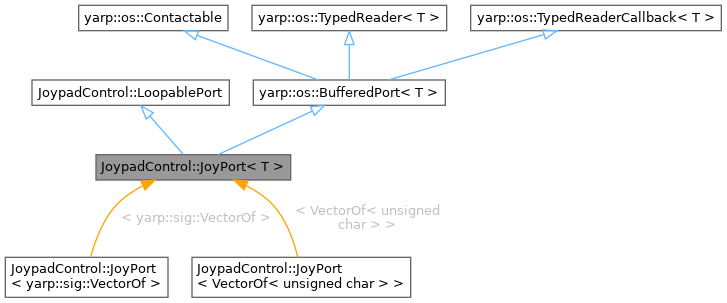 yarp::os::Contactable
yarp::os::TypedReader< T >
yarp::os::TypedReaderCallback< T >
JoypadControl::LoopablePort
yarp::os::BufferedPort< T >
JoypadControl::JoyPort< T >
< yarp::sig::VectorOf >
< VectorOf< unsigned
char > >
JoypadControl::JoyPort
< yarp::sig::VectorOf >
JoypadControl::JoyPort
< VectorOf< unsigned char > >